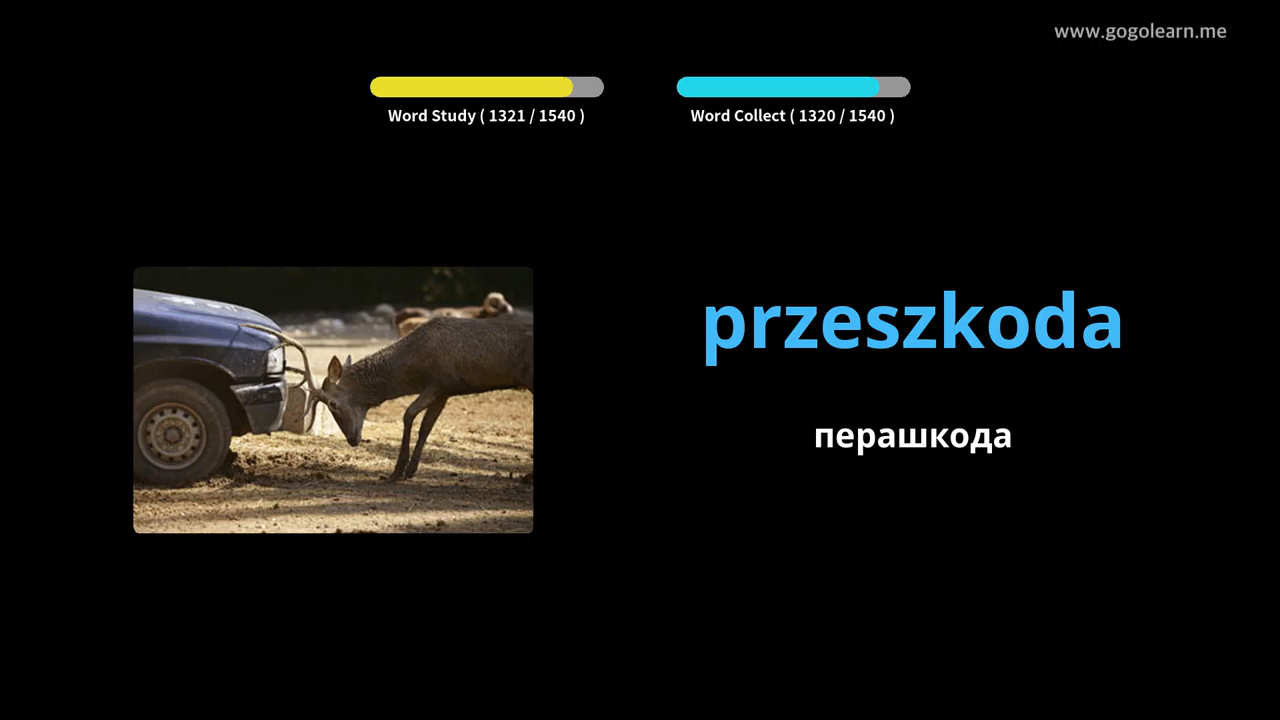 www.gogolearn.me
Word Study ( 1321 / 1540 )
Word Collect ( 1320 / 1540 )
przeszkoda
перашкода